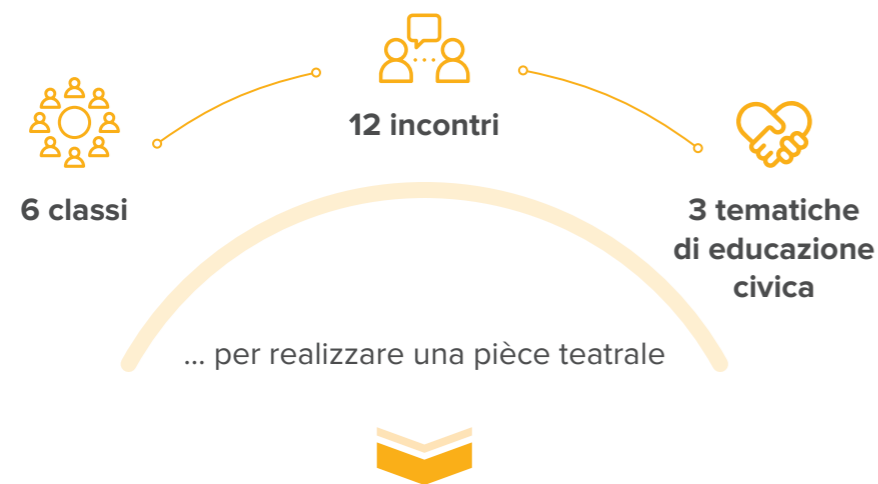 6 classi
12 incontri
3 tematiche
di educazione
civica
... per realizzare una pièce teatrale